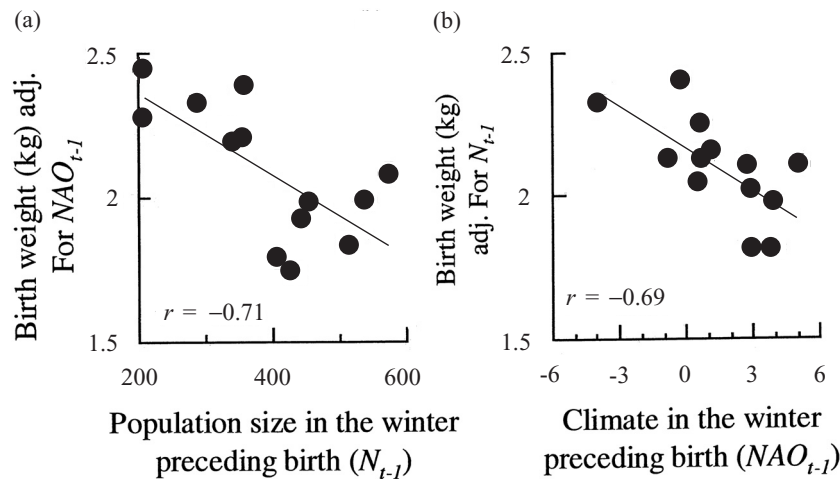 (a)
Birth weight (kg) adj.
For NAOt-1
2.5
2
1.5
r = −0.71
200
400
600
Population size in the winter
preceding birth (Nt-1)
(b)
Birth weight (kg)
adj. For Nt-1
2.5
2
1.5
r = −0.69
-6
-3
0
3
6
Climate in the winter
preceding birth (NAOt-1)